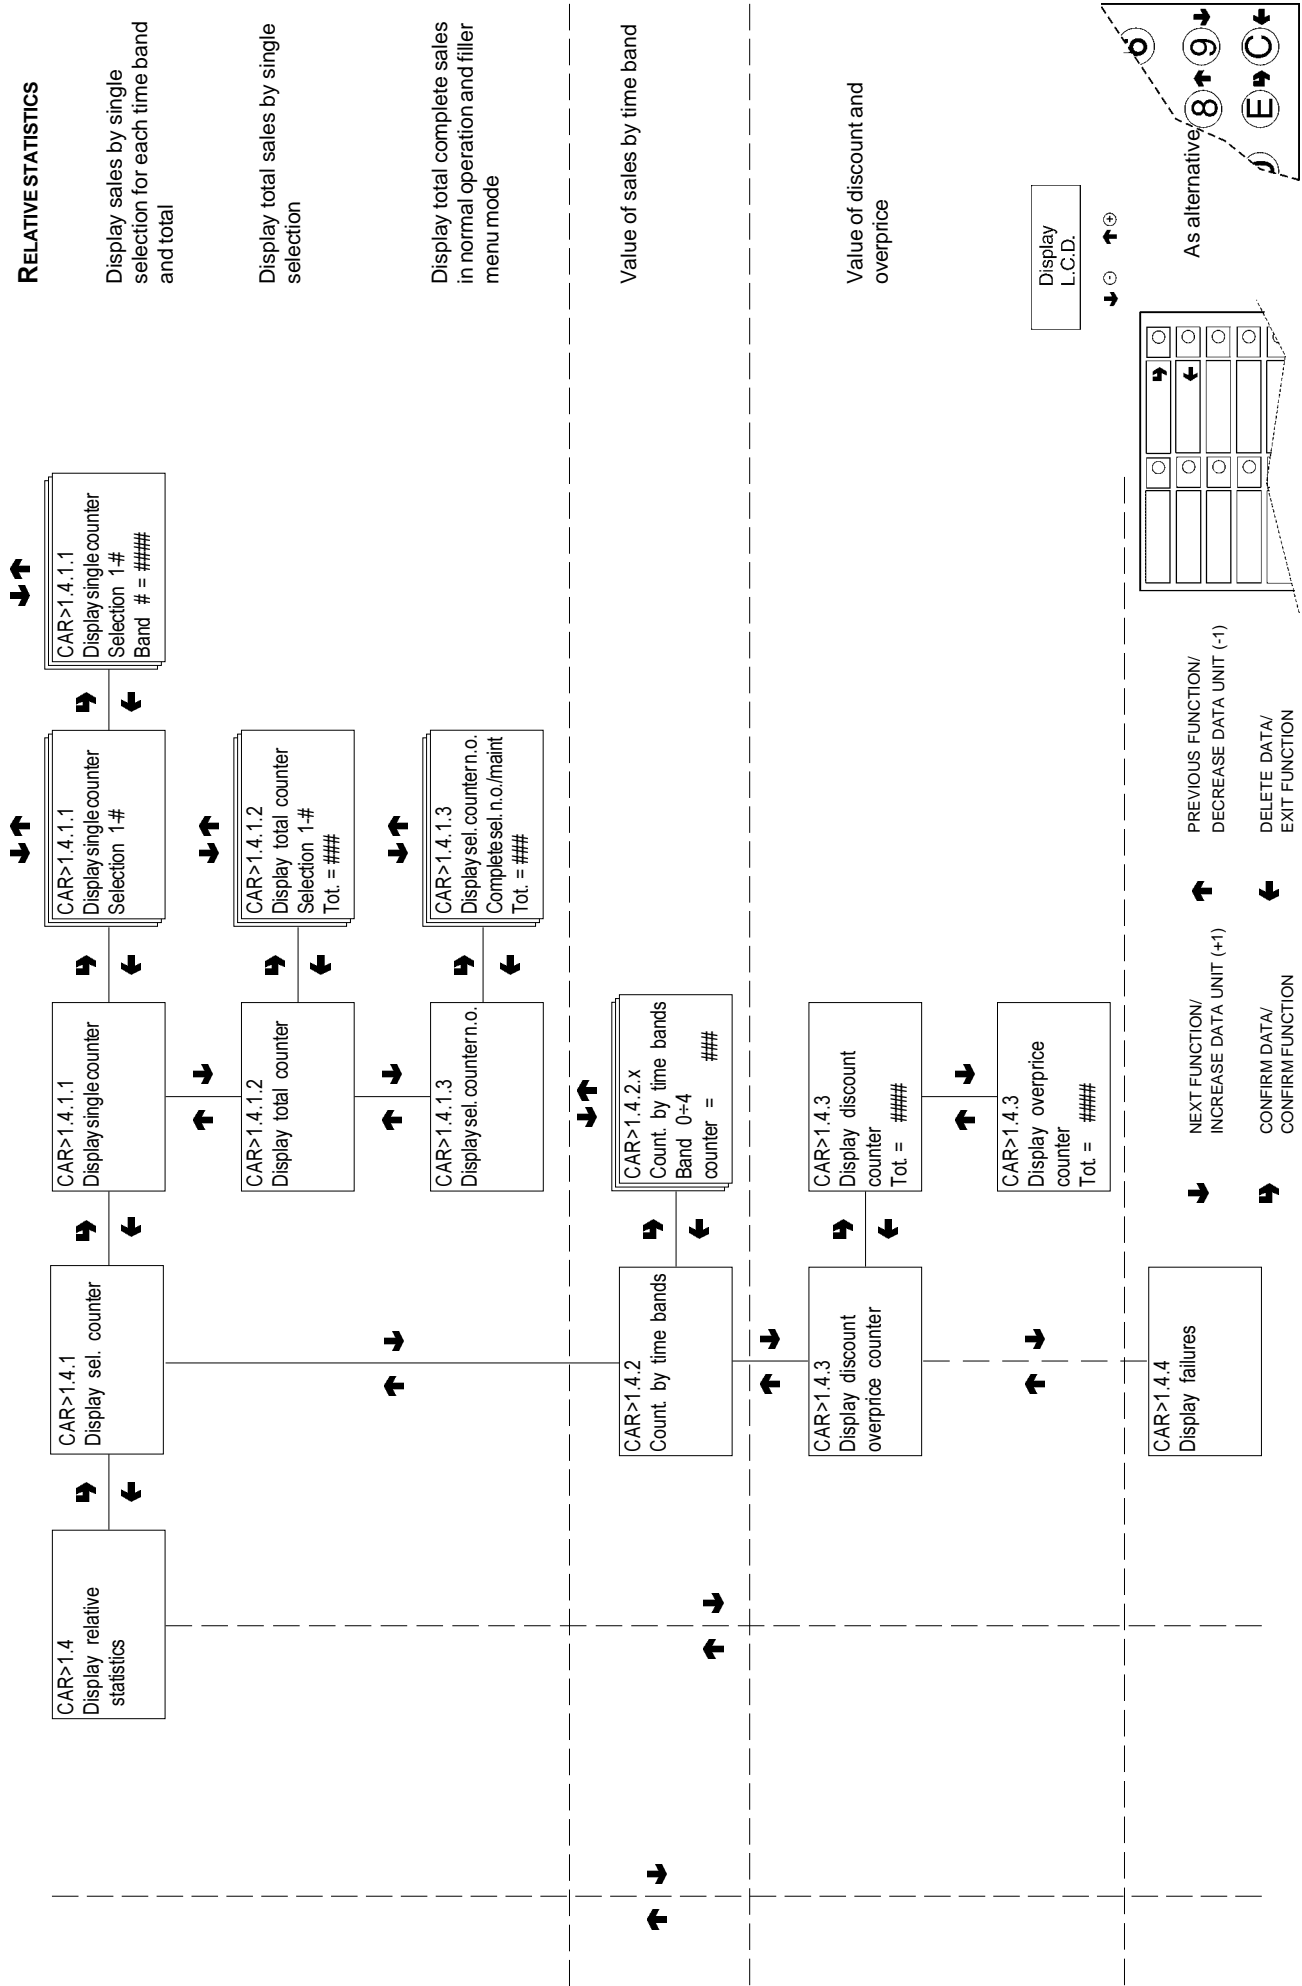 RELATIVE STATISTICS
CAR>1.4
Display relative
statistics
CAR>1.4.1
Display sel. counter
CAR>1.4.1.1
Display single counter
CAR>1.4.1.1
Display single counter
Selection 1-#
CAR>1.4.1.1
Display single counter
Selection 1-#
Band # = ####
Display sales by single
selection for each time band
and total
CAR>1.4.1.2
Display total counter
CAR>1.4.1.2
Display total counter
Selection 1-#
Tot. = ###
Display total sales by single
selection
CAR>1.4.1.3
Display sel. counter n.o.
CAR>1.4.1.3
Display sel. counter n.o.
Complete sel. n.o./maint
Tot. = ###
Display total complete sales
in normal operation and filler
menu mode
CAR>1.4.2
Count. by time bands
CAR>1.4.2.x
Count. by time bands
Band 0÷4
counter = ###
Value of sales by time band
CAR>1.4.3
Display discount
overprice counter
CAR>1.4.3
Display discount
counter
Tot. = ####
Value of discount and
overprice
CAR>1.4.3
Display overprice
counter
Tot. = ####
Display
L.C.D.
- +
CAR>1.4.4
Display failures
NEXT FUNCTION/
INCREASE DATA UNIT (+1)
PREVIOUS FUNCTION/
DECREASE DATA UNIT (-1)
CONFIRM DATA/
CONFIRM FUNCTION
DELETE DATA/
EXIT FUNCTION
As alternative
8 9
E C